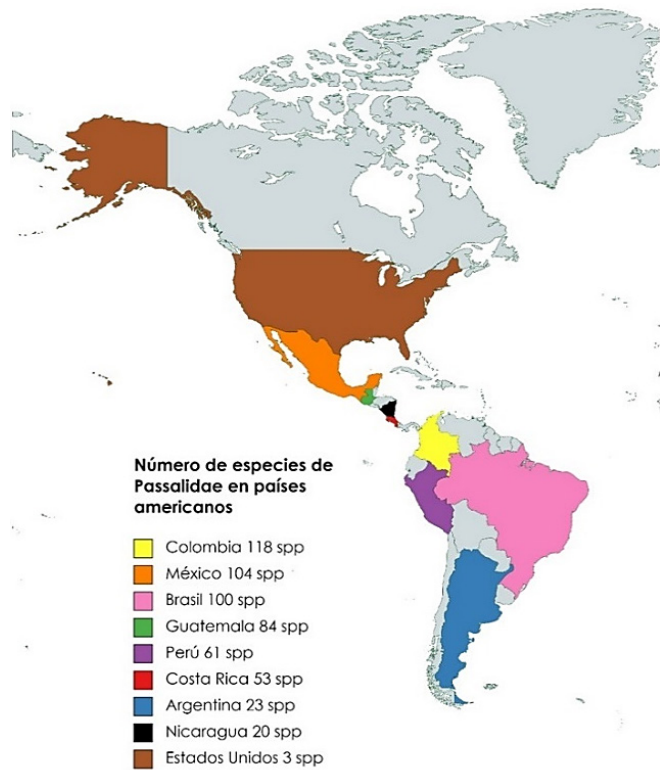 Número de especies de
Passalidae en países
americanos
Colombia 118 spp
México 104 spp
Brasil 100 spp
Guatemala 84 spp
Perú 61 spp
Costa Rica 53 spp
Argentina 23 spp
Nicaragua 20 spp
Estados Unidos 3 spp